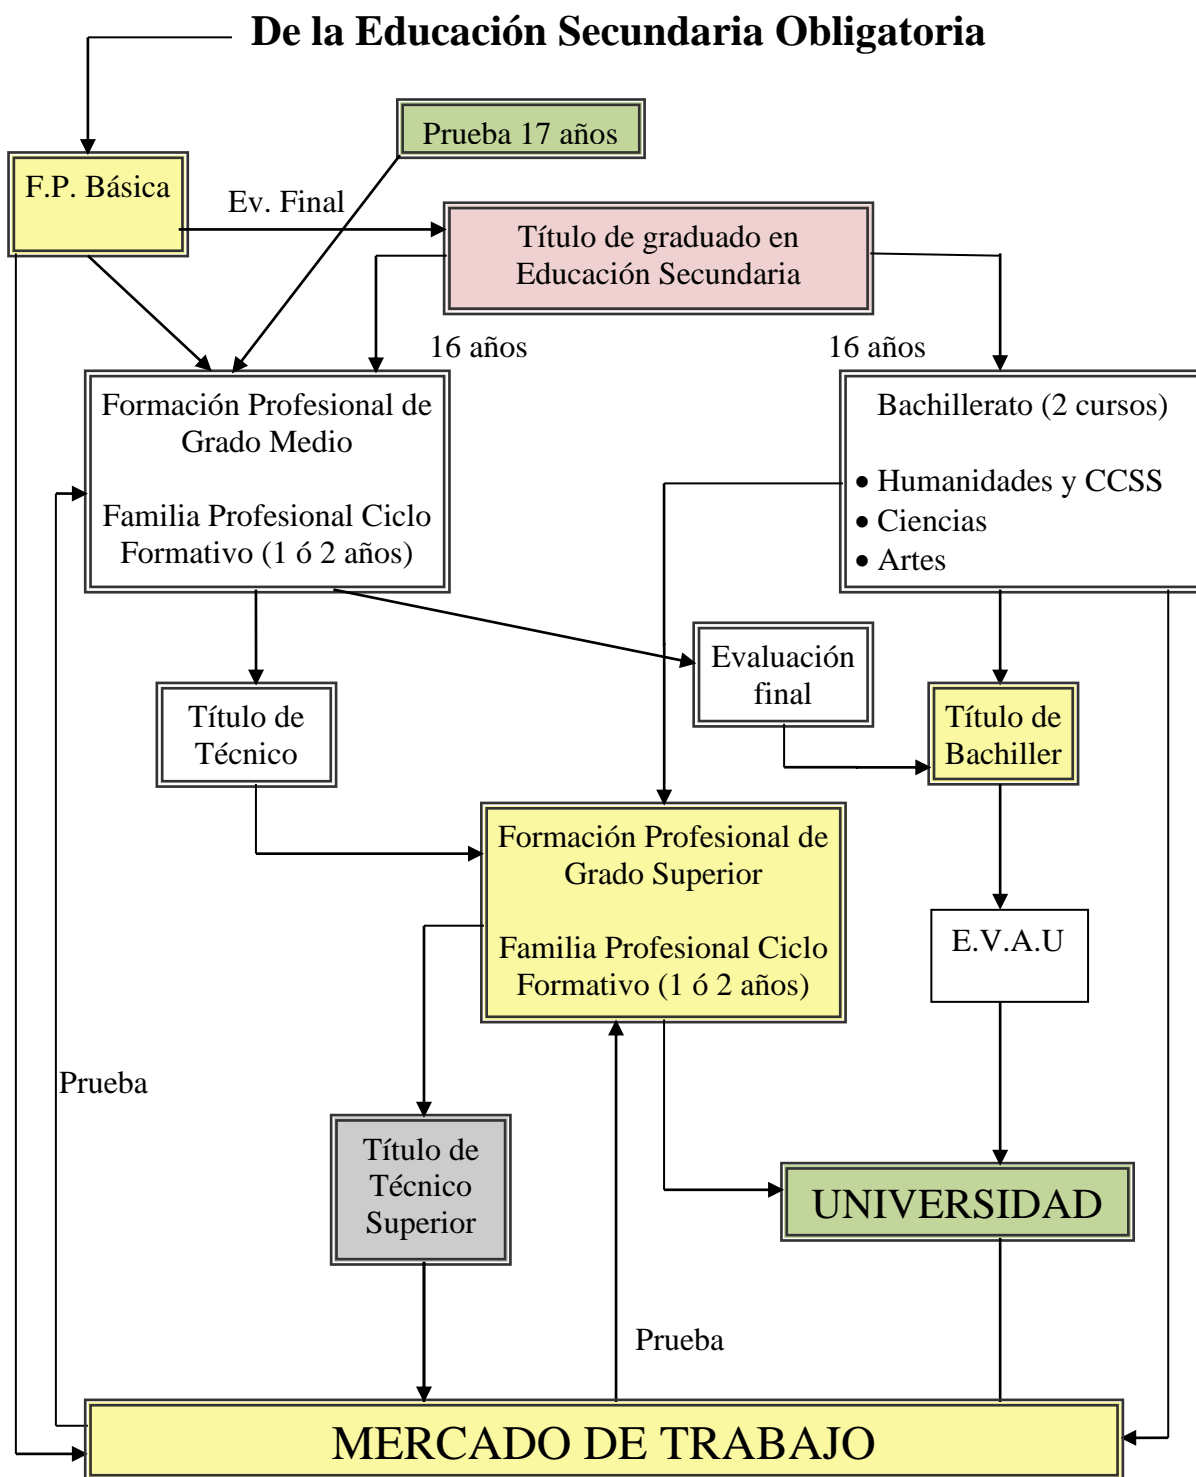 De la Educación Secundaria Obligatoria
Prueba 17 años
F.P. Básica
Ev. Final
Título de graduado en
Educación Secundaria
16 años
16 años
Formación Profesional de
Grado Medio
Familia Profesional Ciclo
Formativo (1 ó 2 años)
Bachillerato (2 cursos)
• Humanidades y CCSS
• Ciencias
• Artes
Evaluación
final
Título de
Técnico
Título de
Bachiller
Formación Profesional de
Grado Superior
Familia Profesional Ciclo
Formativo (1 ó 2 años)
E.V.A.U
Prueba
Título de
Técnico
Superior
UNIVERSIDAD
Prueba
MERCADO DE TRABAJO